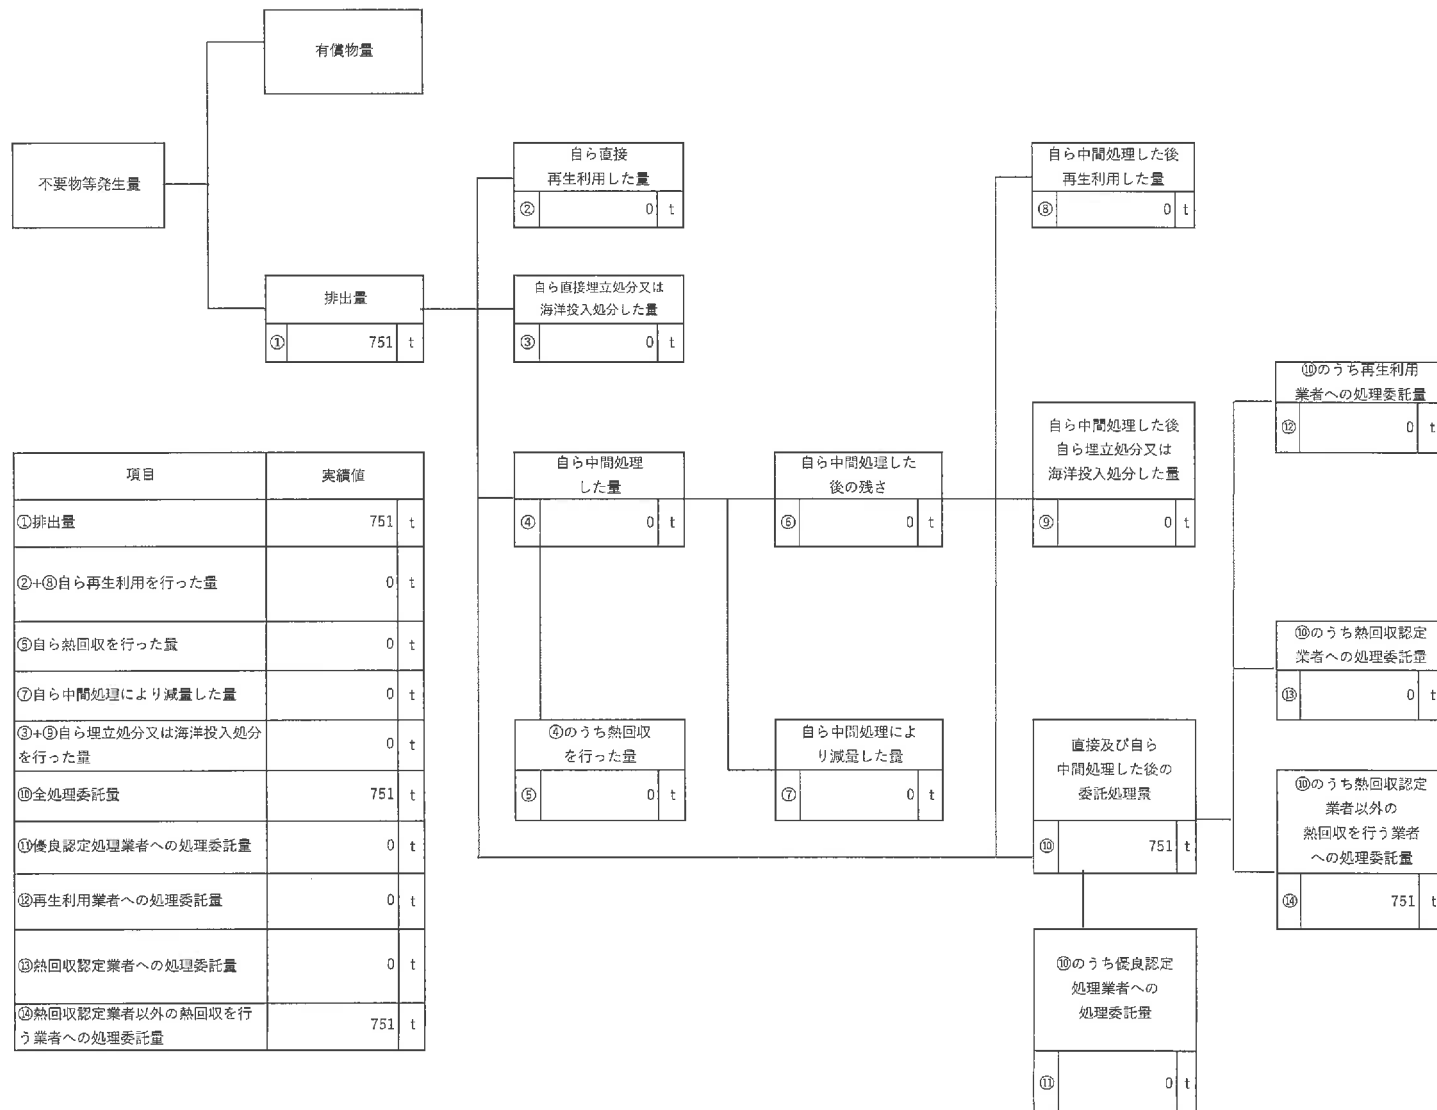 有償物量
不要物等発生量
排出量
① 751 t
自ら直接
再生利用した量
② 0 t
自ら直接埋立処分又は
海洋投入処分した量
③ 0 t
自ら中間処理
した量
④ 0 t
④のうち熱回収
を行った量
⑤ 0 t
自ら中間処理した
後の残さ
⑥ 0 t
自ら中間処理によ
り減量した量
⑦ 0 t
自ら中間処理した後
再生利用した量
⑧ 0 t
自ら中間処理した後
自ら埋立処分又は
海洋投入処分した量
⑨ 0 t
直接及び自ら
中間処理した後の
委託処理量
⑩ 751 t
⑩のうち優良認定
処理業者への
処理委託量
⑪ 0 t
⑩のうち再生利用
業者への処理委託量
⑫ 0 t
⑩のうち熱回収認定
業者への処理委託量
⑬ 0 t
⑩のうち熱回収認定
業者以外の
熱回収を行う業者
への処理委託量
⑭ 751 t
項目 実績値
①排出量 751 t
②+⑧自ら再生利用を行った量 0 t
⑤自ら熱回収を行った量 0 t
⑦自ら中間処理により減量した量 0 t
③+⑨自ら埋立処分又は海洋投入処分
を行った量 0 t
⑩全処理委託量 751 t
⑪優良認定処理業者への処理委託量 0 t
⑫再生利用業者への処理委託量 0 t
⑬熱回収認定業者への処理委託量 0 t
⑭熱回収認定業者以外の熱回収を行
う業者への処理委託量 751 t